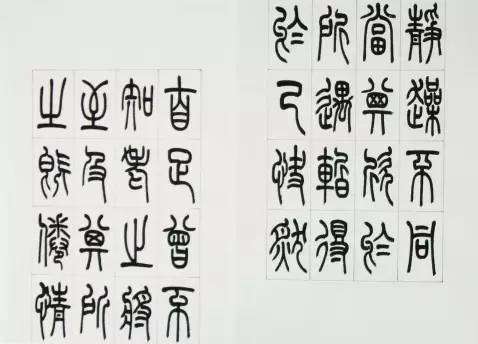 靜躁不同
當其欣於
所遇暫得
於己快然
自足曾不
知老之將
至及其所
之既倦情